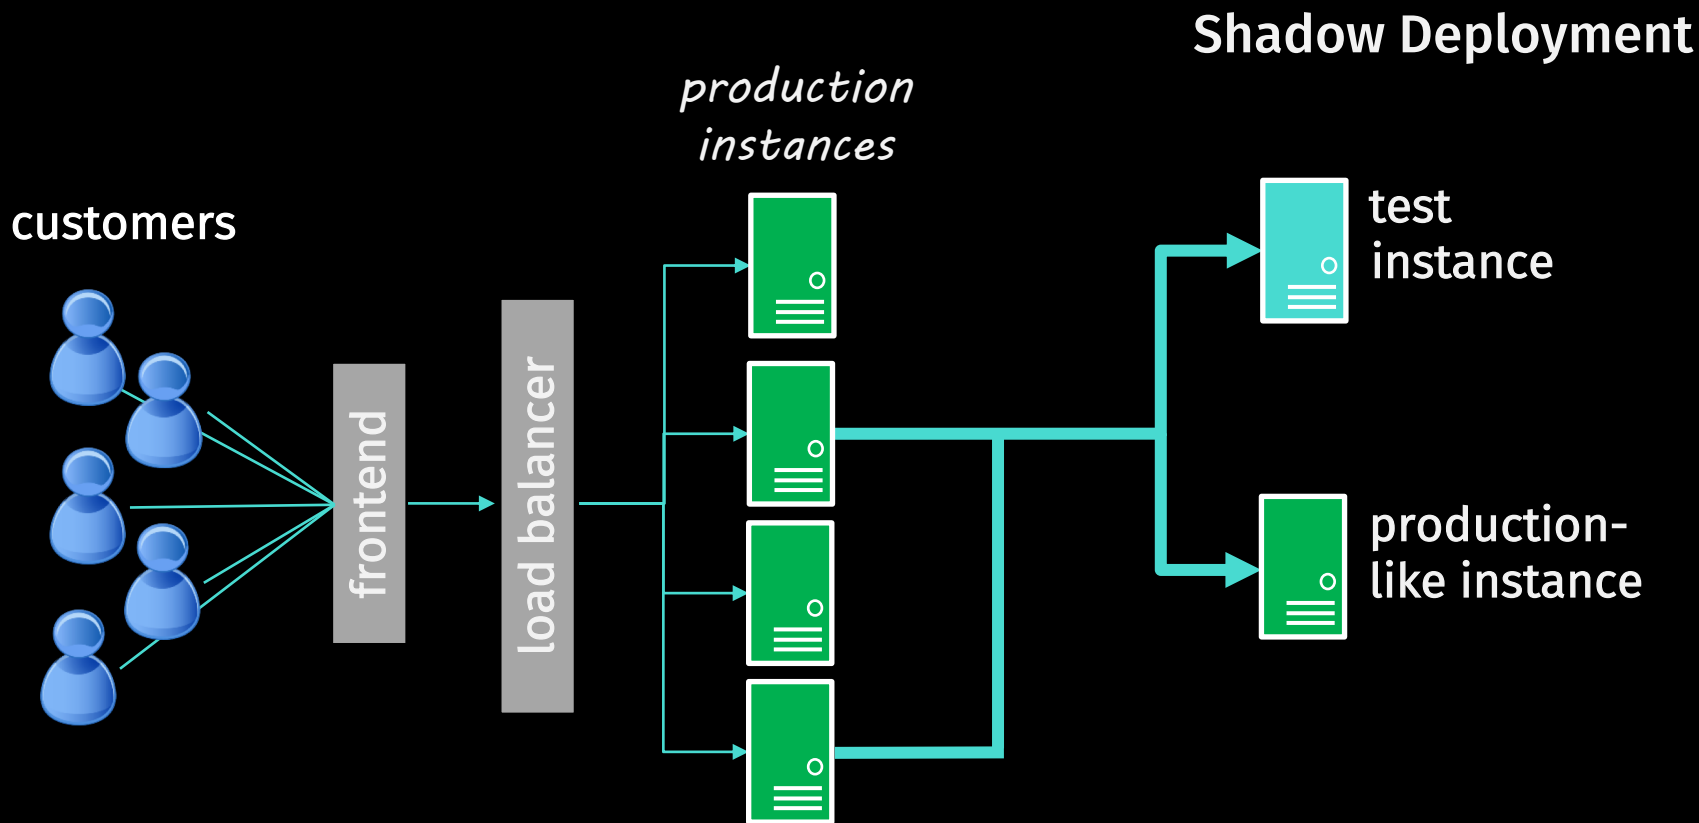 Shadow Deployment
production
instances
customers
frontend
load balancer
test
instance
production-
like instance